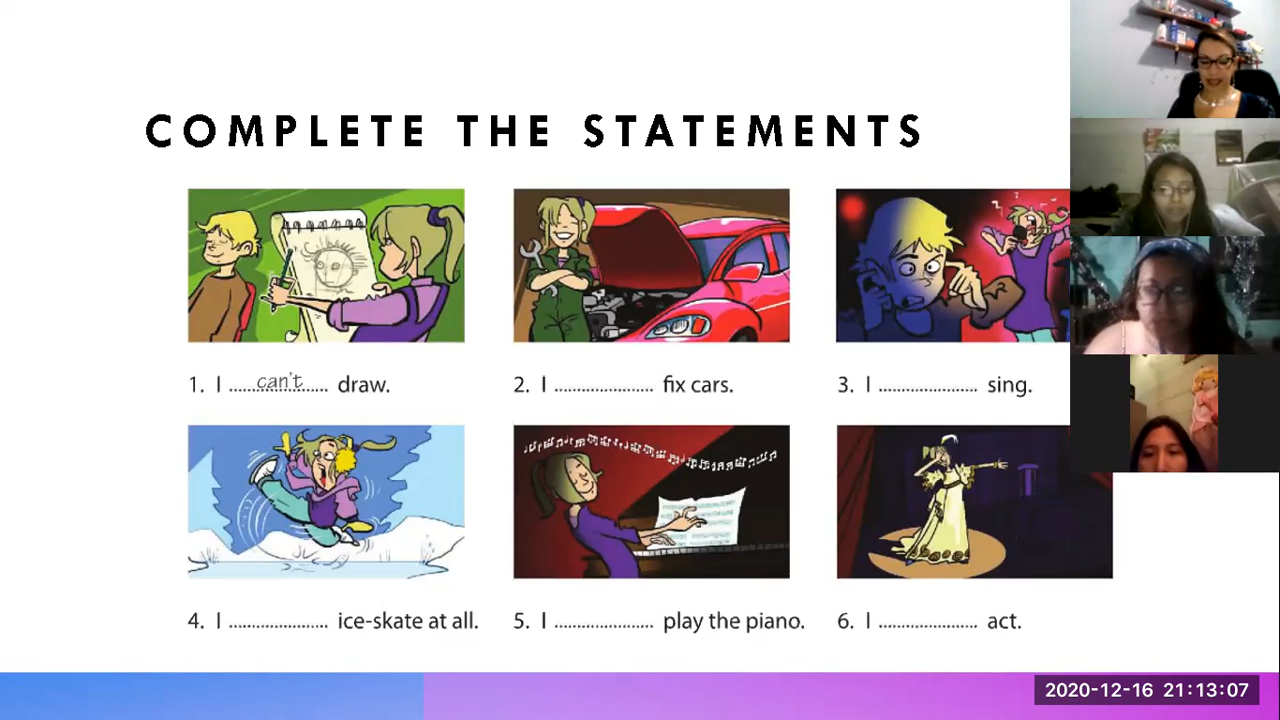 COMPLETE THE STATEMENTS
1. I ....can't.... draw.
2. I .................... fix cars.
3. I .................... sing.
4. I .................... ice-skate at all.
5. I .................... play the piano.
6. I .................... act.
2020-12-16 21:13:07